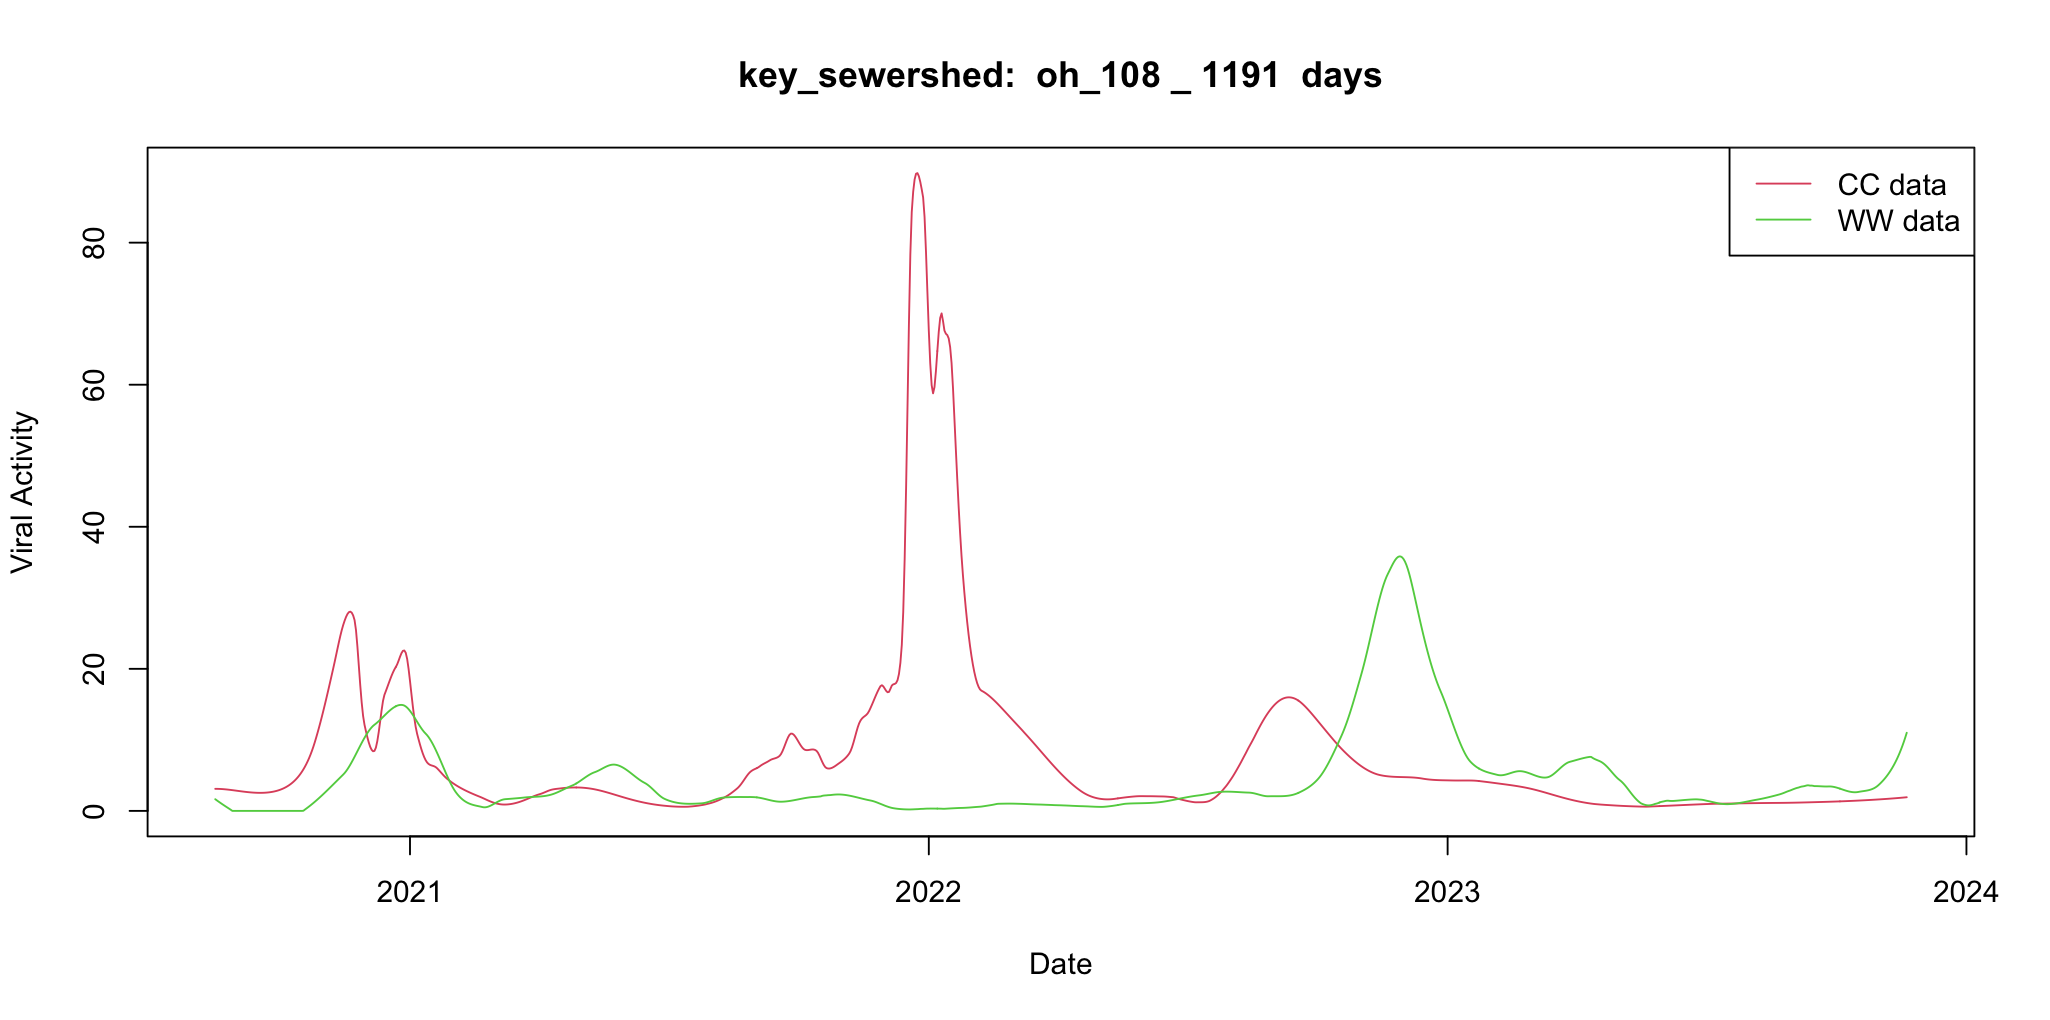 key_sewershed: oh_108 _ 1191 days
CC data
WW data
Viral Activity
80
60
40
20
0
2021 2022 2023 2024
Date